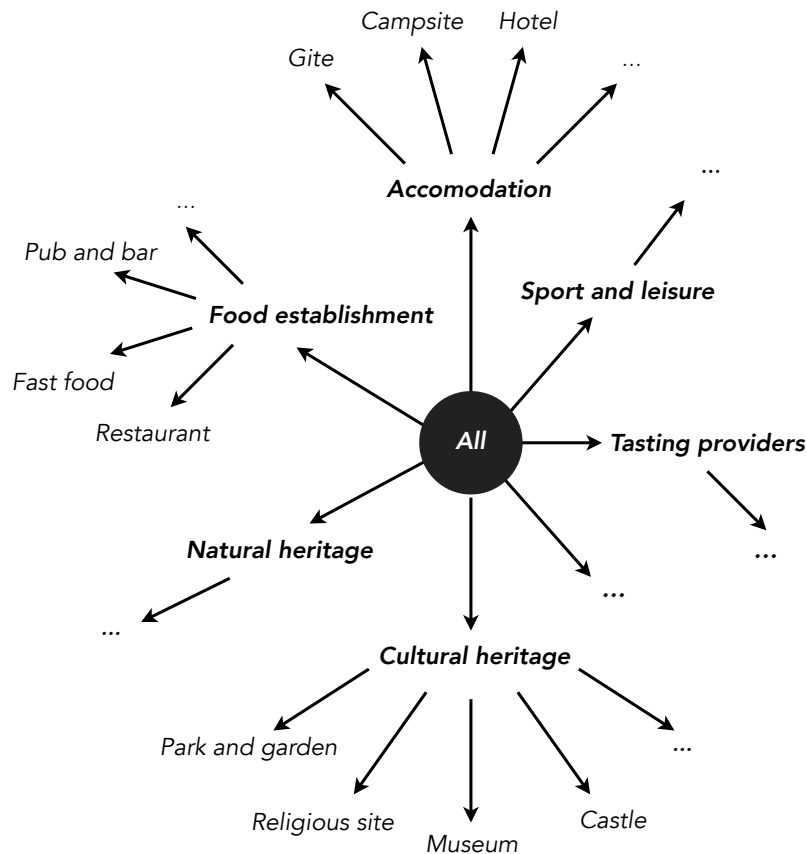 Campsite
Hotel
Gite
...
Accomodation
...
...
Pub and bar
Sport and leisure
Food establishment
Fast food
Restaurant
All
Tasting providers
Natural heritage
...
...
...
Cultural heritage
Park and garden
...
Religious site
Castle
Museum